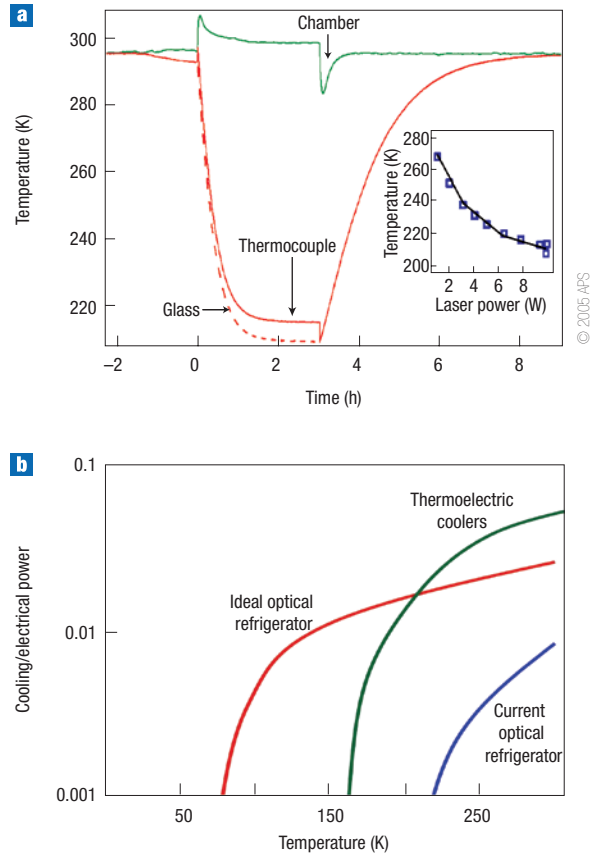 a
Temperature (K)
300
280
260
240
220
Chamber
Thermocouple
Glass
−2
0
2
4
6
8
Time (h)
Temperature (K)
280
260
240
220
200
2
4
6
8
Laser power (W)
© 2005 APS
b
Cooling/electrical power
0.1
0.01
0.001
Thermoelectric
coolers
Ideal optical
refrigerator
Current
optical
refrigerator
50
150
250
Temperature (K)